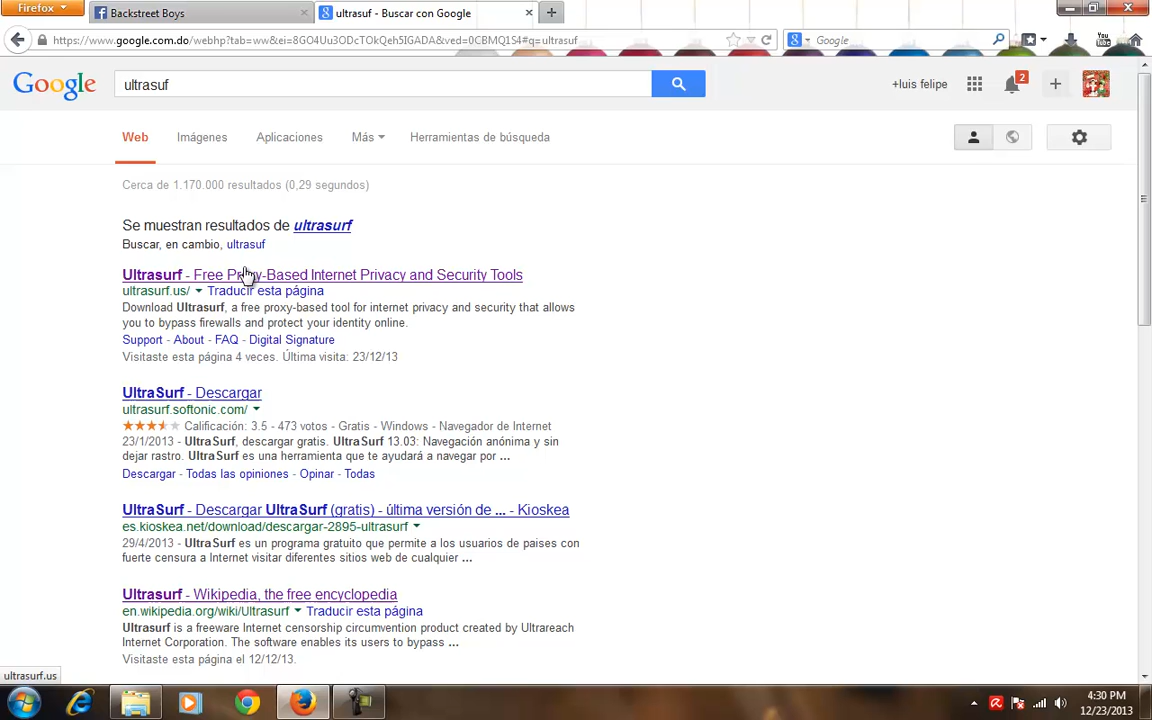 Firefox
Backstreet Boys
ultrasuf - Buscar con Google
https://www.google.com.do/webhp?tab=ww&ei=8GO4Uu3ODcTOkQeh5IGADA&ved=0CBMQ1S4#q=ultrasuf
Google
You Tube
Google
ultrasuf
+luis felipe
2
Web
Imágenes
Aplicaciones
Más
Herramientas de búsqueda
Cerca de 1.170.000 resultados (0,29 segundos)
Se muestran resultados de ultrasurf
Buscar, en cambio, ultrasuf
Ultrasurf - Free Proxy-Based Internet Privacy and Security Tools
ultrasurf.us/ Traducir esta página
Download Ultrasurf, a free proxy-based tool for internet privacy and security that allows
you to bypass firewalls and protect your identity online.
Support - About - FAQ - Digital Signature
Visitaste esta página 4 veces. Última visita: 23/12/13
UltraSurf - Descargar
ultrasurf.softonic.com/
Calificación: 3.5 - 473 votos - Gratis - Windows - Navegador de Internet
23/1/2013 - UltraSurf, descargar gratis. UltraSurf 13.03: Navegación anónima y sin
dejar rastro. UltraSurf es una herramienta que te ayudará a navegar por ...
Descargar - Todas las opiniones - Opinar - Todas
UltraSurf - Descargar UltraSurf (gratis) - última versión de ... - Kioskea
es.kioskea.net/download/descargar-2895-ultrasurf
29/4/2013 - UltraSurf es un programa gratuito que permite a los usuarios de paises con
fuerte censura a Internet visitar diferentes sitios web de cualquier ...
Ultrasurf - Wikipedia, the free encyclopedia
en.wikipedia.org/wiki/Ultrasurf Traducir esta página
Ultrasurf is a freeware Internet censorship circumvention product created by Ultrareach
Internet Corporation. The software enables its users to bypass ...
Visitaste esta página el 12/12/13.
ultrasurf.us
4:30 PM
12/23/2013